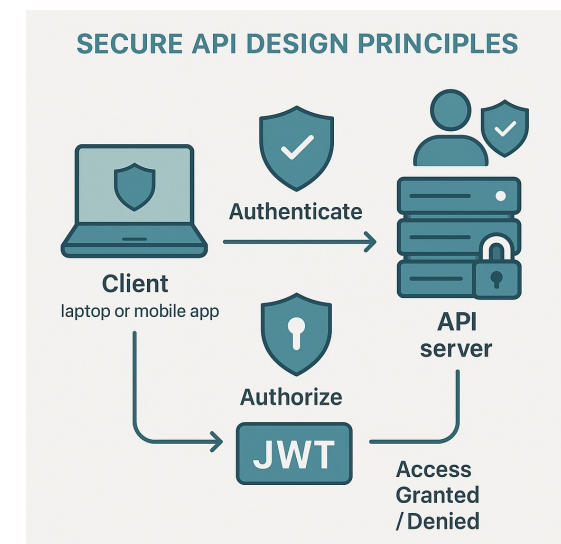 SECURE API DESIGN PRINCIPLES
Authenticate
Client
laptop or mobile app
API
server
Authorize
JWT
Access
Granted
/ Denied